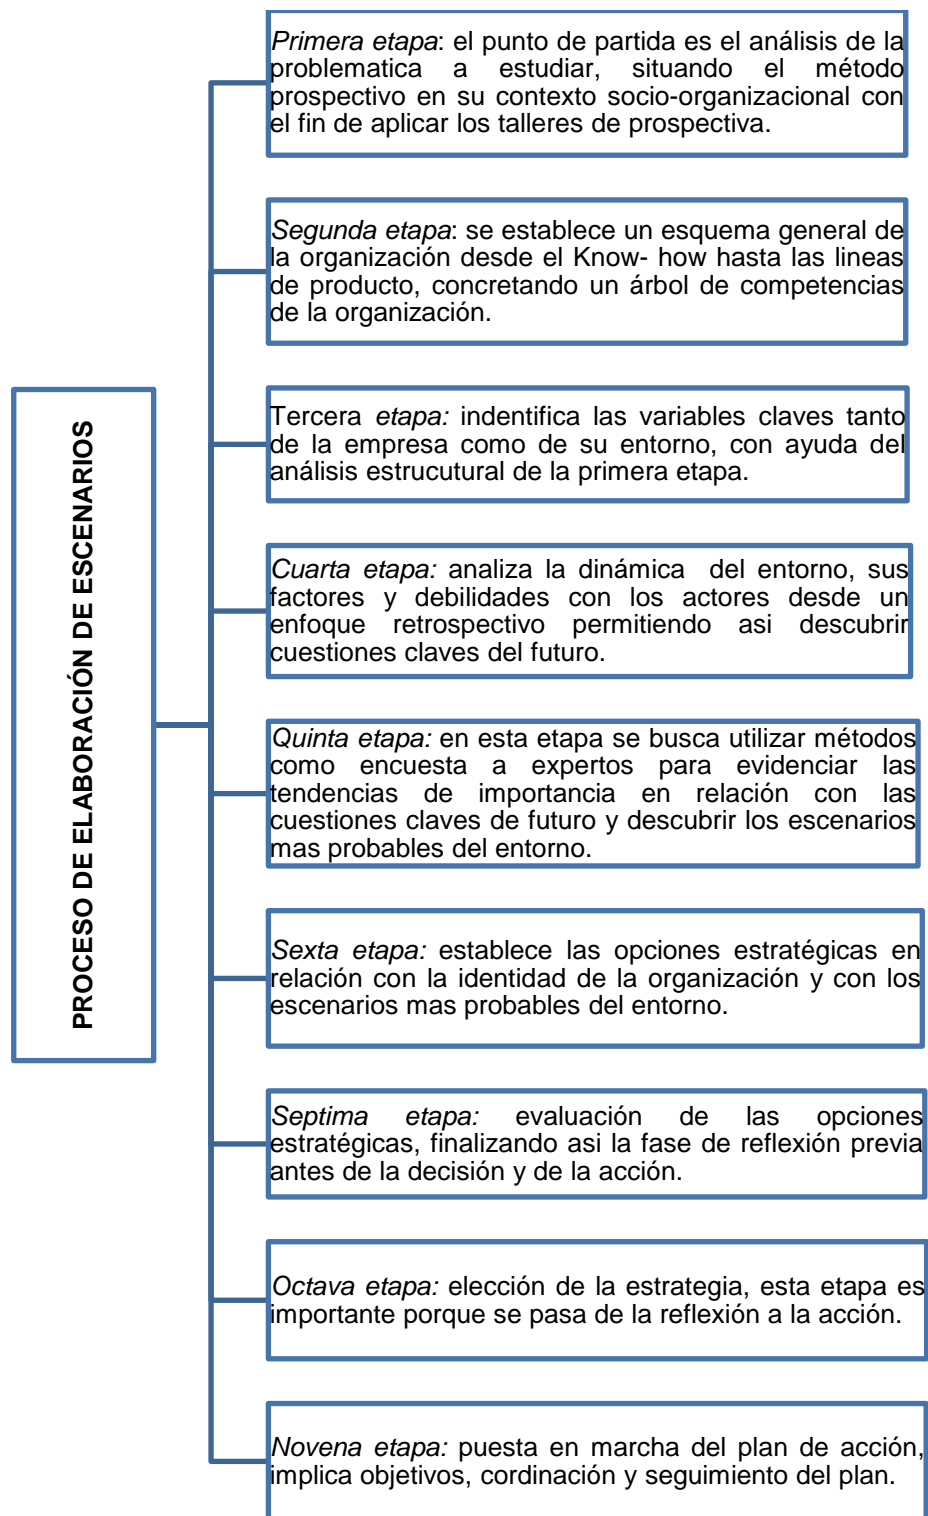 PROCESO DE ELABORACIÓN DE ESCENARIOS
Primera etapa: el punto de partida es el análisis de la
problematica a estudiar, situando el método
prospectivo en su contexto socio-organizacional con
el fin de aplicar los talleres de prospectiva.
Segunda etapa: se establece un esquema general de
la organización desde el Know- how hasta las lineas
de producto, concretando un árbol de competencias
de la organización.
Tercera etapa: indentifica las variables claves tanto
de la empresa como de su entorno, con ayuda del
análisis estrucutural de la primera etapa.
Cuarta etapa: analiza la dinámica del entorno, sus
factores y debilidades con los actores desde un
enfoque retrospectivo permitiendo asi descubrir
cuestiones claves del futuro.
Quinta etapa: en esta etapa se busca utilizar métodos
como encuesta a expertos para evidenciar las
tendencias de importancia en relación con las
cuestiones claves de futuro y descubrir los escenarios
mas probables del entorno.
Sexta etapa: establece las opciones estratégicas en
relación con la identidad de la organización y con los
escenarios mas probables del entorno.
Septima etapa: evaluación de las opciones
estratégicas, finalizando asi la fase de reflexión previa
antes de la decisión y de la acción.
Octava etapa: elección de la estrategia, esta etapa es
importante porque se pasa de la reflexión a la acción.
Novena etapa: puesta en marcha del plan de acción,
implica objetivos, cordinación y seguimiento del plan.